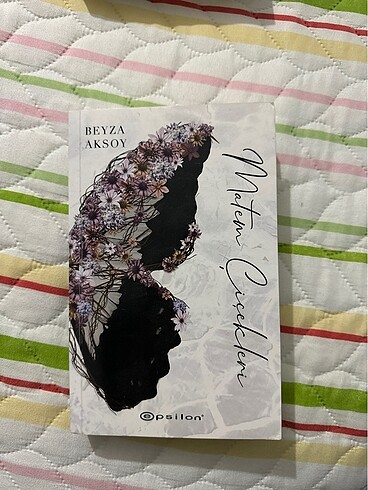 BEYZA
AKSOY
Matem Çiçekleri
epsilon